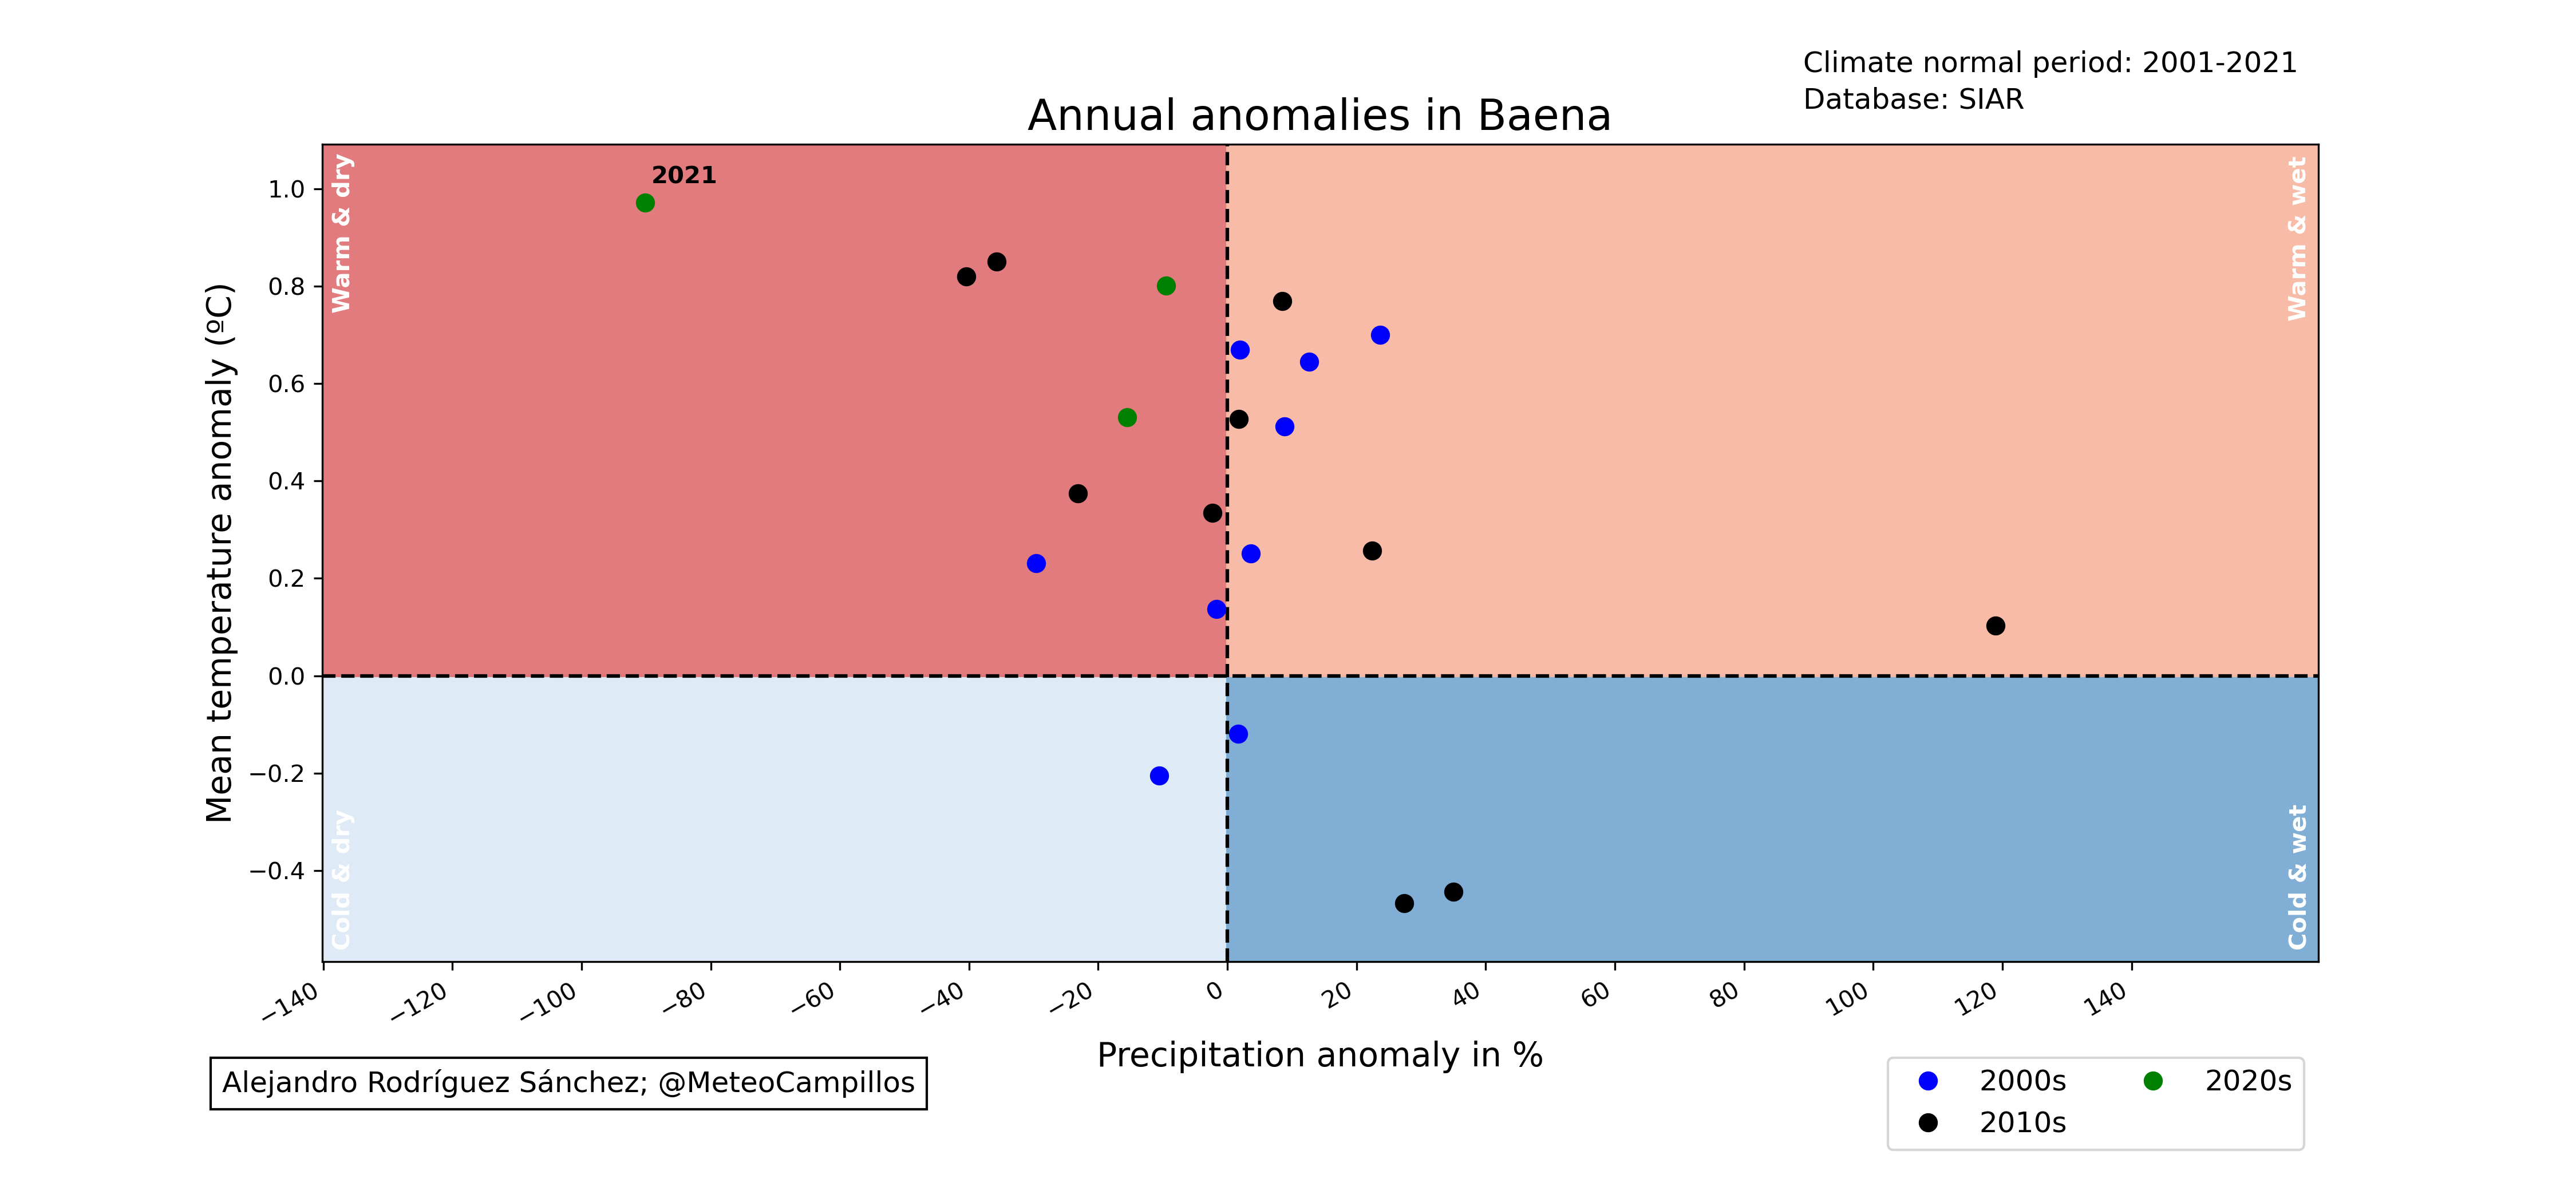 Climate normal period: 2001-2021
Database: SIAR
Annual anomalies in Baena
Warm & dry
2021
Warm & wet
Mean temperature anomaly (ºC)
1.0
0.8
0.6
0.4
0.2
0.0
−0.2
−0.4
Cold & dry
Cold & wet
−140 −120 −100 −80 −60 −40 −20 0 20 40 60 80 100 120 140
Precipitation anomaly in %
Alejandro Rodríguez Sánchez; @MeteoCampillos
2000s 2020s
2010s